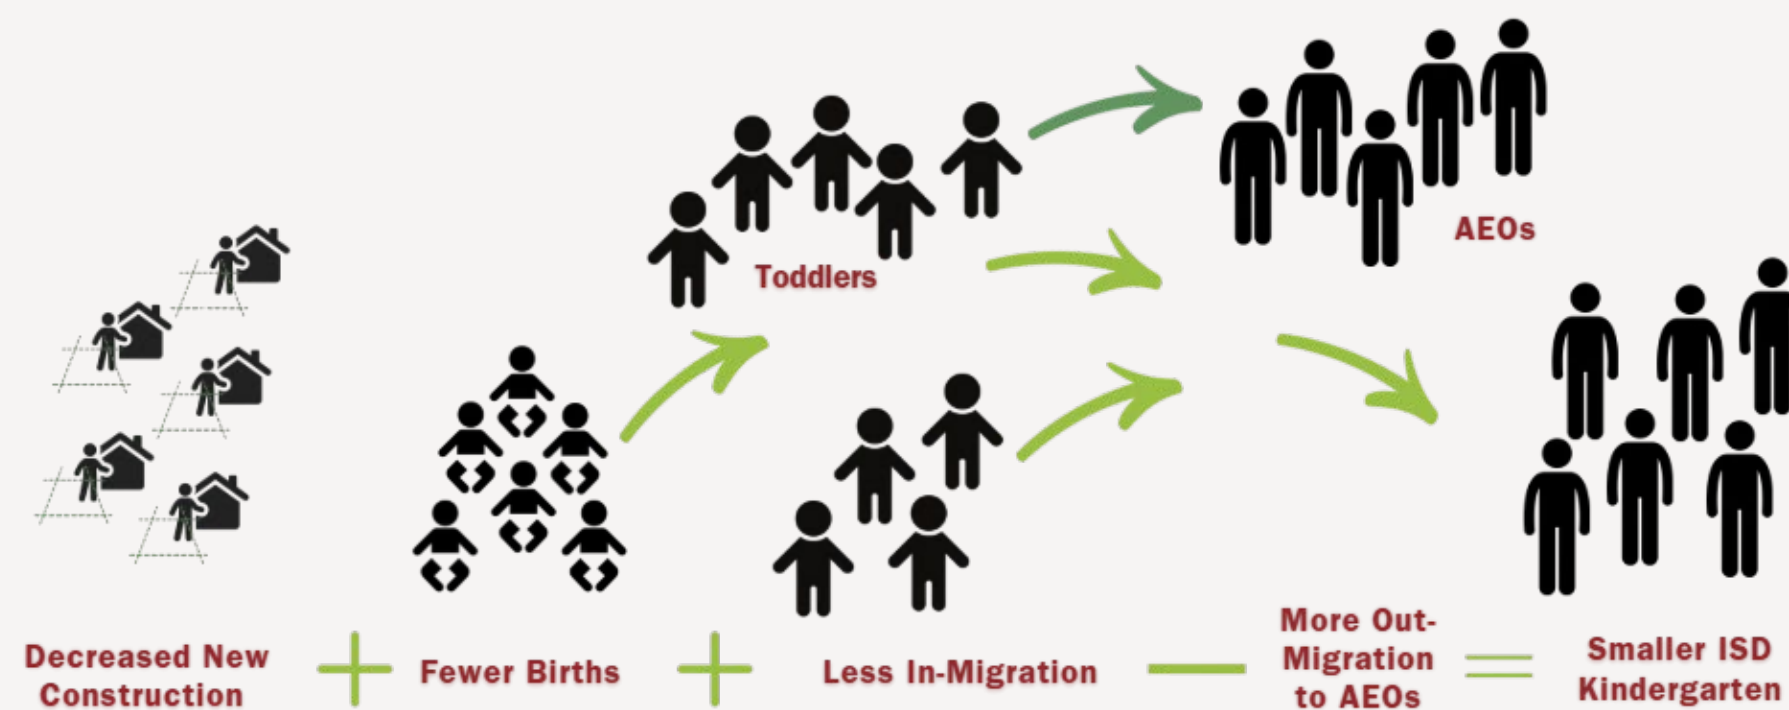 AEOs
Toddlers
Decreased New
Construction
+
Fewer Births
+
Less In-Migration
—
More Out-
Migration
to AEOs
=
Smaller ISD
Kindergarten